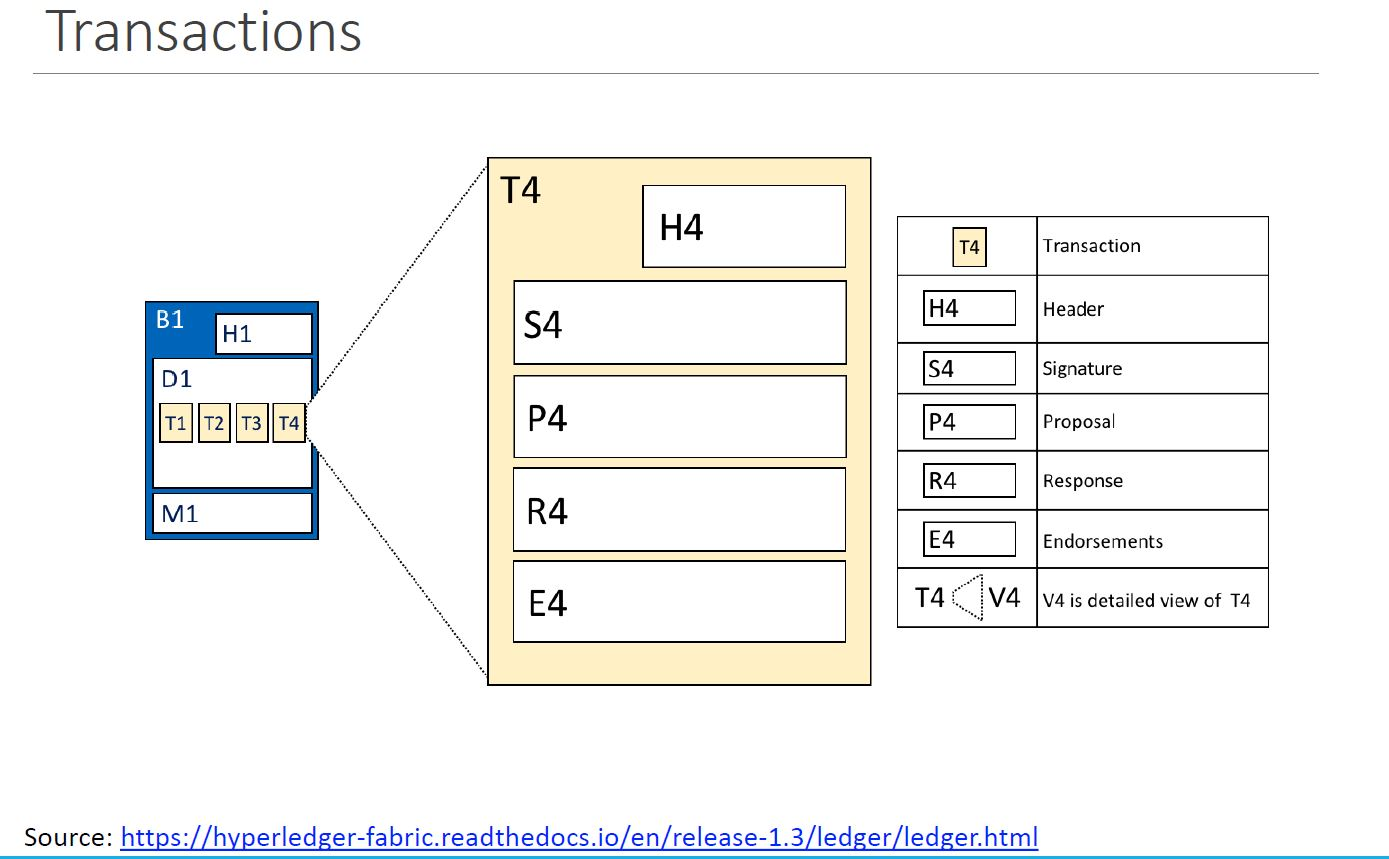 Transactions
B1
H1
D1
T1 T2 T3 T4
M1
T4
H4
S4
P4
R4
E4
T4 Transaction
H4 Header
S4 Signature
P4 Proposal
R4 Response
E4 Endorsements
T4 V4 V4 is detailed view of T4
Source: https://hyperledger-fabric.readthedocs.io/en/release-1.3/ledger/ledger.html